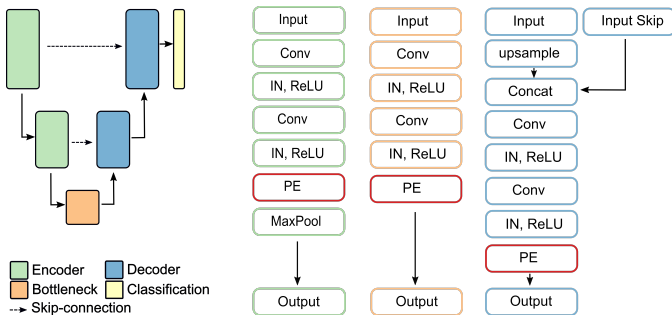 Input
Conv
IN, ReLU
Conv
IN, ReLU
PE
MaxPool
Output
Input
Conv
IN, ReLU
Conv
IN, ReLU
PE
Output
Input
Input Skip
upsample
Concat
Conv
IN, ReLU
Conv
IN, ReLU
PE
Output
Encoder
Decoder
Bottleneck
Classification
Skip-connection